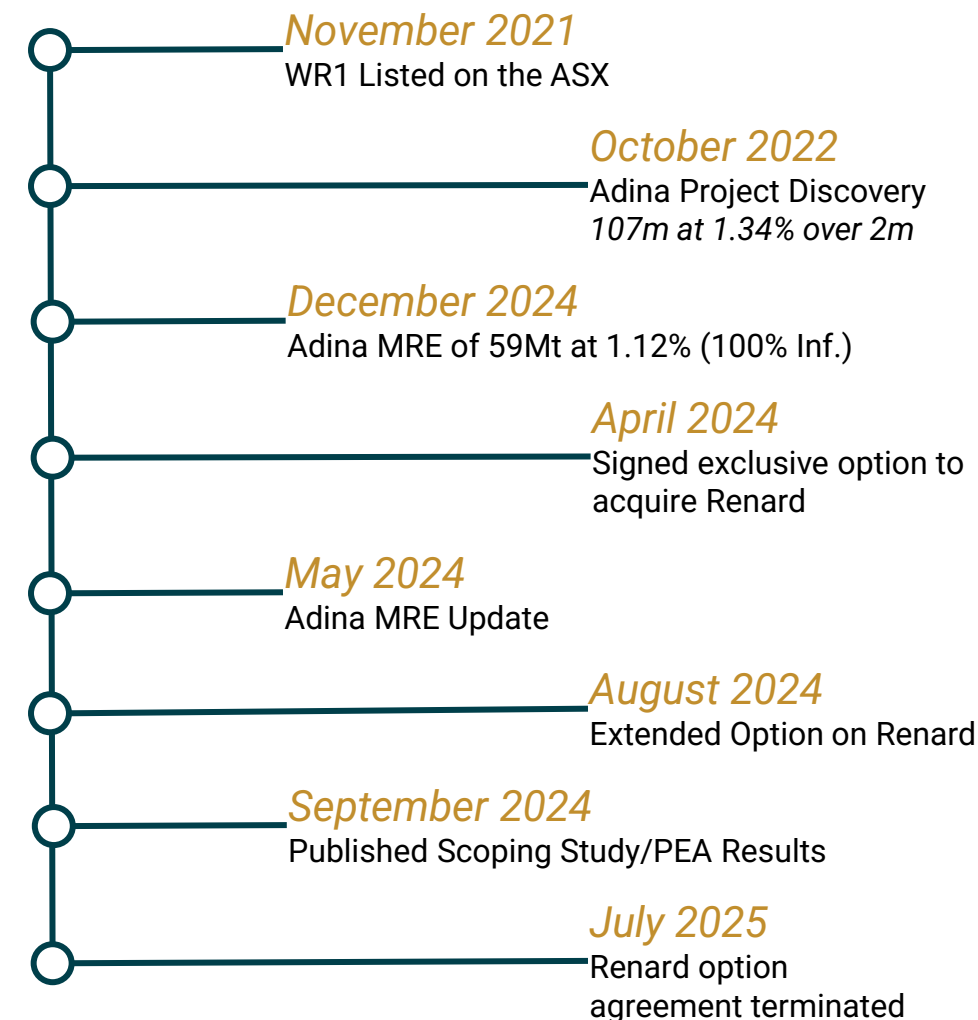 November 2021
WR1 Listed on the ASX
October 2022
Adina Project Discovery
107m at 1.34% over 2m
December 2024
Adina MRE of 59Mt at 1.12% (100% Inf.)
April 2024
Signed exclusive option to
acquire Renard
May 2024
Adina MRE Update
August 2024
Extended Option on Renard
September 2024
Published Scoping Study/PEA Results
July 2025
Renard option
agreement terminated